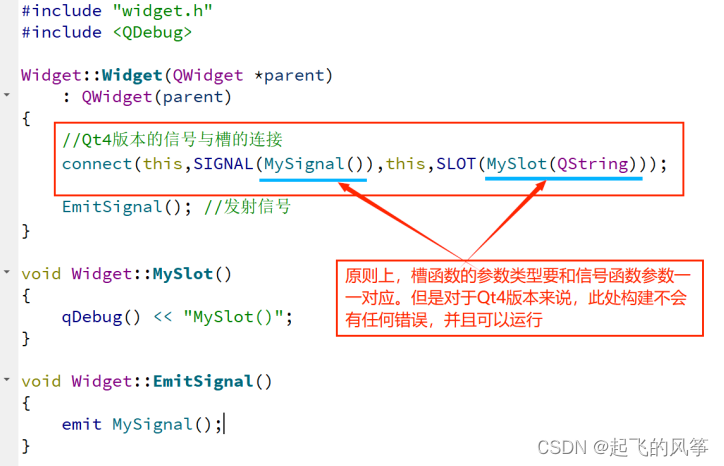 #include "widget.h"
#include <QDebug>
Widget::Widget(QWidget *parent)
: QWidget(parent)
{
//Qt4版本的信号与槽的连接
connect(this,SIGNAL(MySignal()),this,SLOT(MySlot(QString)));
EmitSignal(); //发射信号
}
原则上，槽函数的参数类型要和信号函数参数一
一对应。但是对于Qt4版本来说，此处构建不会
有任何错误，并且可以运行
void Widget::MySlot()
{
qDebug() << "MySlot()";
}
void Widget::EmitSignal()
{
emit MySignal();
}
CSDN @起飞的风筝